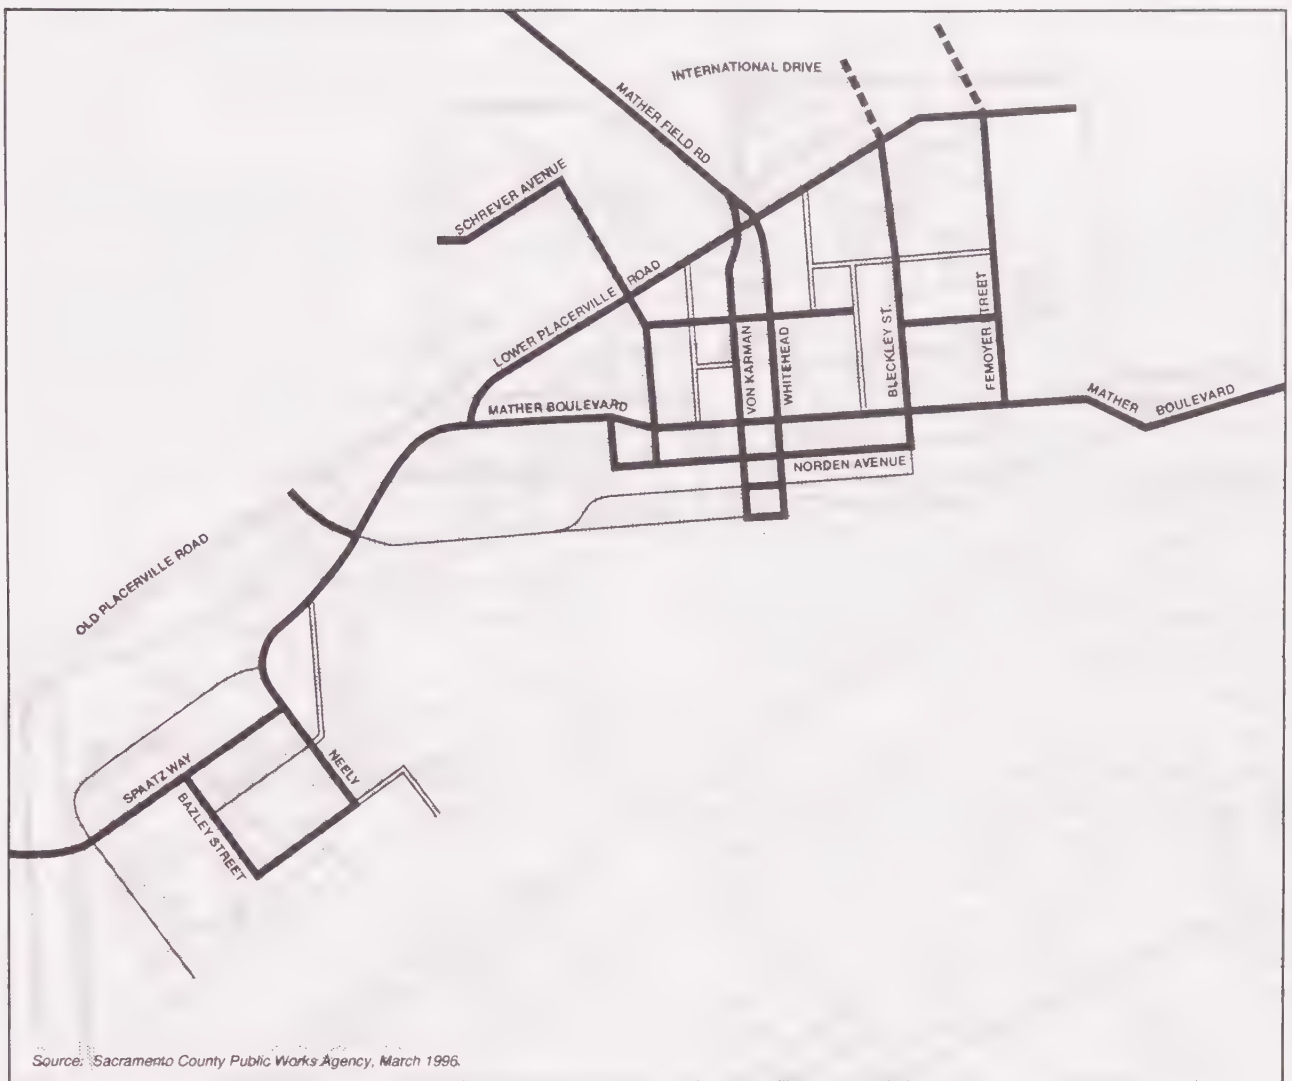 INTERNATIONAL DRIVE
MATHER FIELD RD
SCHREVER AVENUE
LOWER PLACERVILLE ROAD
MATHER BOULEVARD
VON KARMAN
WHITEHEAD
BLECKLEY ST.
FEMOYER STREET
MATHER BOULEVARD
NORDEN AVENUE
OLD PLACERVILLE ROAD
SPAATZ WAY
BAZLEY STREET
NEELY
Source: Sacramento County Public Works Agency, March 1996.